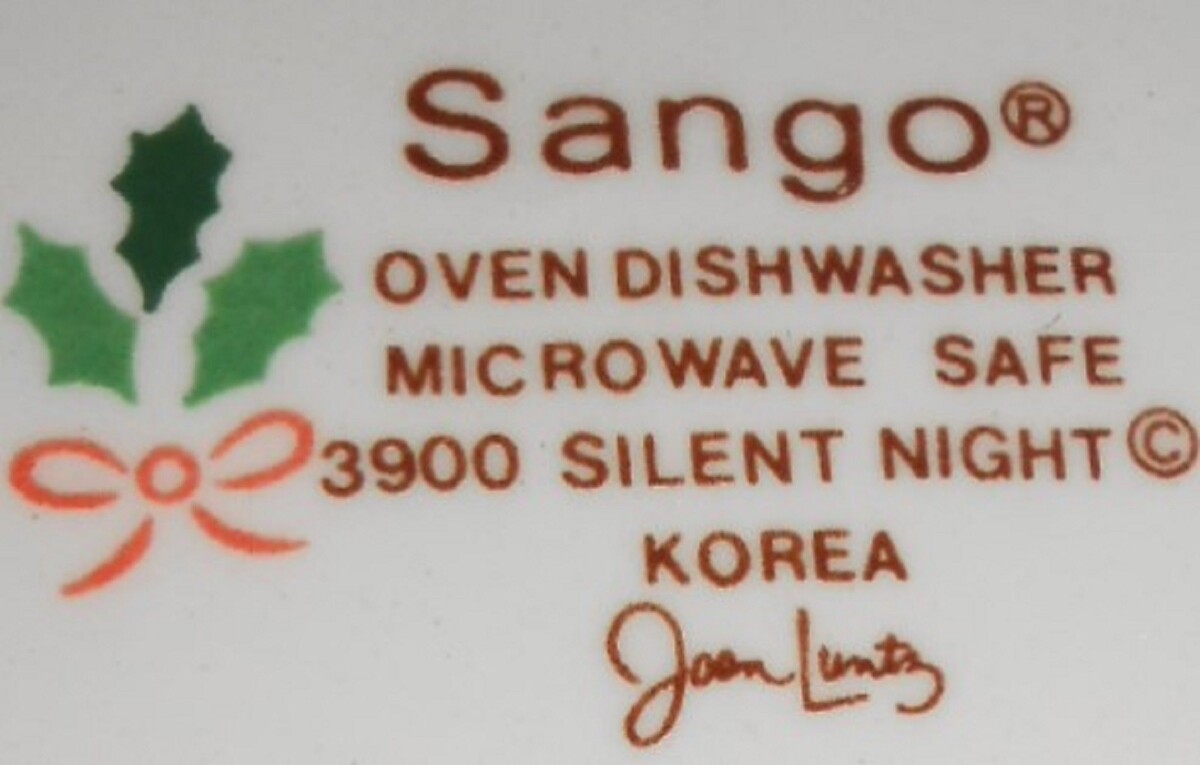 Sango®
OVEN DISHWASHER
MICROWAVE SAFE
3900 SILENT NIGHT©
KOREA
Joan Luntz